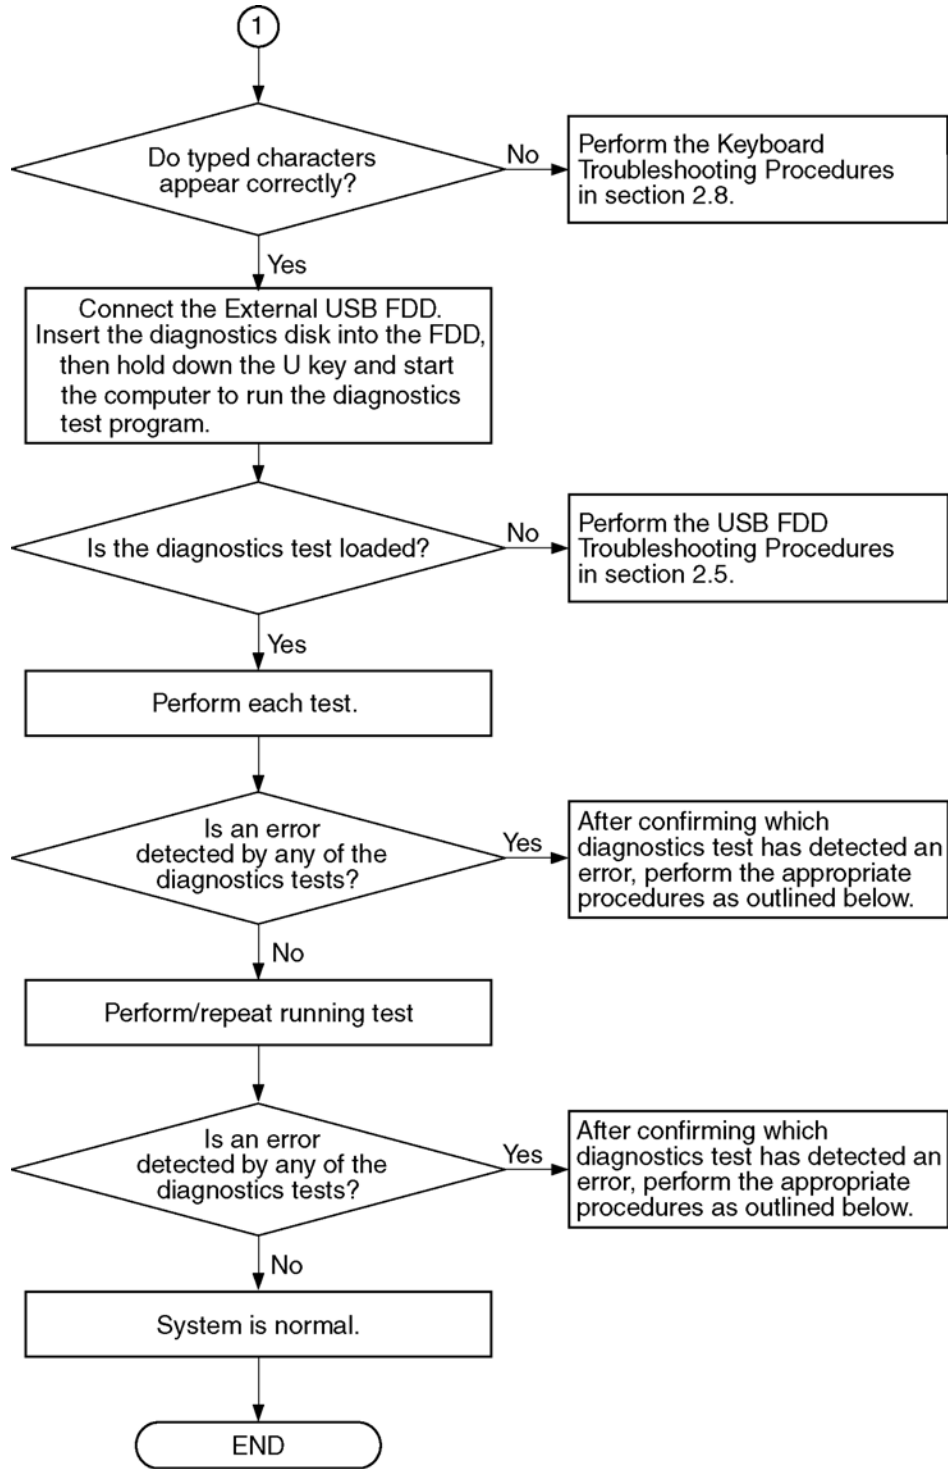 1
Do typed characters
appear correctly?
No
Perform the Keyboard
Troubleshooting Procedures
in section 2.8.
Yes
Connect the External USB FDD.
Insert the diagnostics disk into the FDD,
then hold down the U key and start
the computer to run the diagnostics
test program.
Is the diagnostics test loaded?
No
Perform the USB FDD
Troubleshooting Procedures
in section 2.5.
Yes
Perform each test.
Is an error
detected by any of the
diagnostics tests?
Yes
After confirming which
diagnostics test has detected an
error, perform the appropriate
procedures as outlined below.
No
Perform/repeat running test
Is an error
detected by any of the
diagnostics tests?
Yes
After confirming which
diagnostics test has detected an
error, perform the appropriate
procedures as outlined below.
No
System is normal.
END